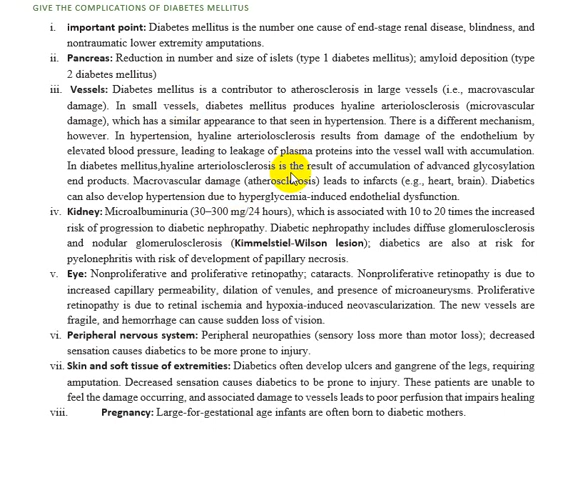 GIVE THE COMPLICATIONS OF DIABETES MELLITUS
i. important point: Diabetes mellitus is the number one cause of end-stage renal disease, blindness, and
nontraumatic lower extremity amputations.
ii. Pancreas: Reduction in number and size of islets (type 1 diabetes mellitus); amyloid deposition (type
2 diabetes mellitus)
iii. Vessels: Diabetes mellitus is a contributor to atherosclerosis in large vessels (i.e., macrovascular
damage). In small vessels, diabetes mellitus produces hyaline arteriolosclerosis (microvascular
damage), which has a similar appearance to that seen in hypertension. There is a different mechanism,
however. In hypertension, hyaline arteriolosclerosis results from damage of the endothelium by
elevated blood pressure, leading to leakage of plasma proteins into the vessel wall with accumulation.
In diabetes mellitus,hyaline arteriolosclerosis is the result of accumulation of advanced glycosylation
end products. Macrovascular damage (atherosclerosis) leads to infarcts (e.g., heart, brain). Diabetics
can also develop hypertension due to hyperglycemia-induced endothelial dysfunction.
iv. Kidney: Microalbuminuria (30–300 mg/24 hours), which is associated with 10 to 20 times the increased
risk of progression to diabetic nephropathy. Diabetic nephropathy includes diffuse glomerulosclerosis
and nodular glomerulosclerosis (Kimmelstiel-Wilson lesion); diabetics are also at risk for
pyelonephritis with risk of development of papillary necrosis.
v. Eye: Nonproliferative and proliferative retinopathy; cataracts. Nonproliferative retinopathy is due to
increased capillary permeability, dilation of venules, and presence of microaneurysms. Proliferative
retinopathy is due to retinal ischemia and hypoxia-induced neovascularization. The new vessels are
fragile, and hemorrhage can cause sudden loss of vision.
vi. Peripheral nervous system: Peripheral neuropathies (sensory loss more than motor loss); decreased
sensation causes diabetics to be more prone to injury.
vii. Skin and soft tissue of extremities: Diabetics often develop ulcers and gangrene of the legs, requiring
amputation. Decreased sensation causes diabetics to be prone to injury. These patients are unable to
feel the damage occurring, and associated damage to vessels leads to poor perfusion that impairs healing
viii. Pregnancy: Large-for-gestational age infants are often born to diabetic mothers.